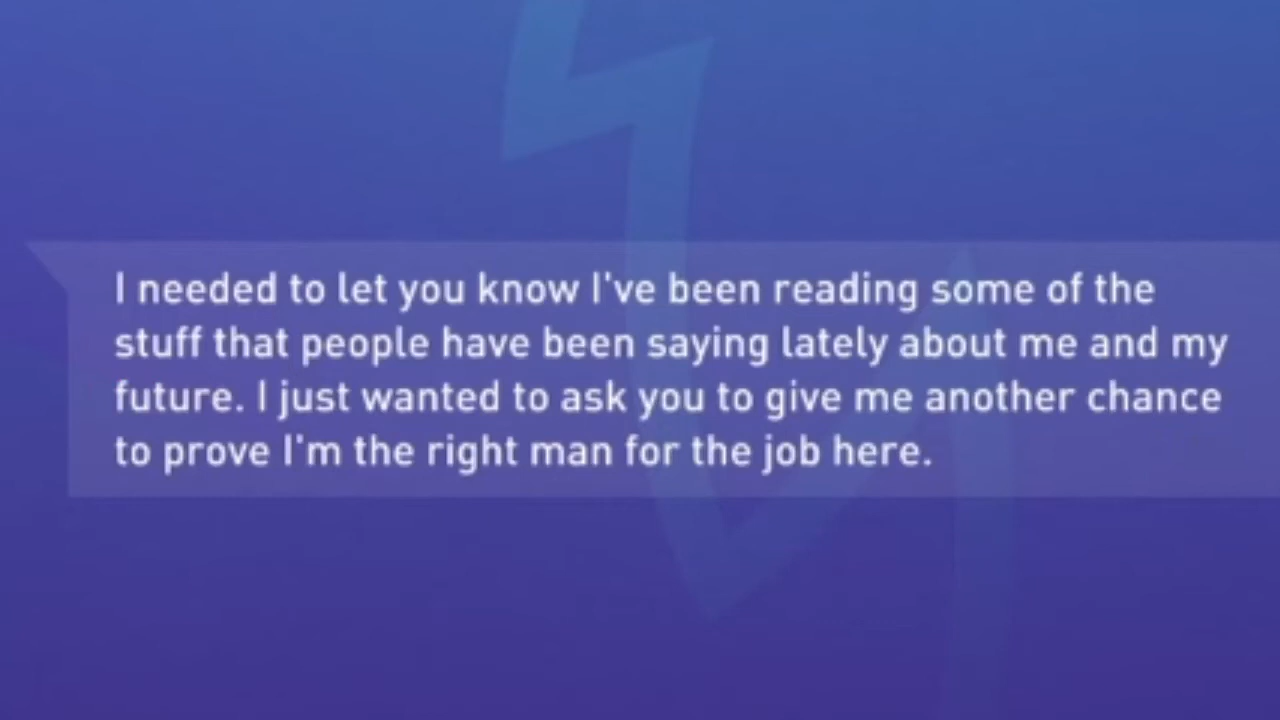 I needed to let you know I've been reading some of the
stuff that people have been saying lately about me and my
future. I just wanted to ask you to give me another chance
to prove I'm the right man for the job here.